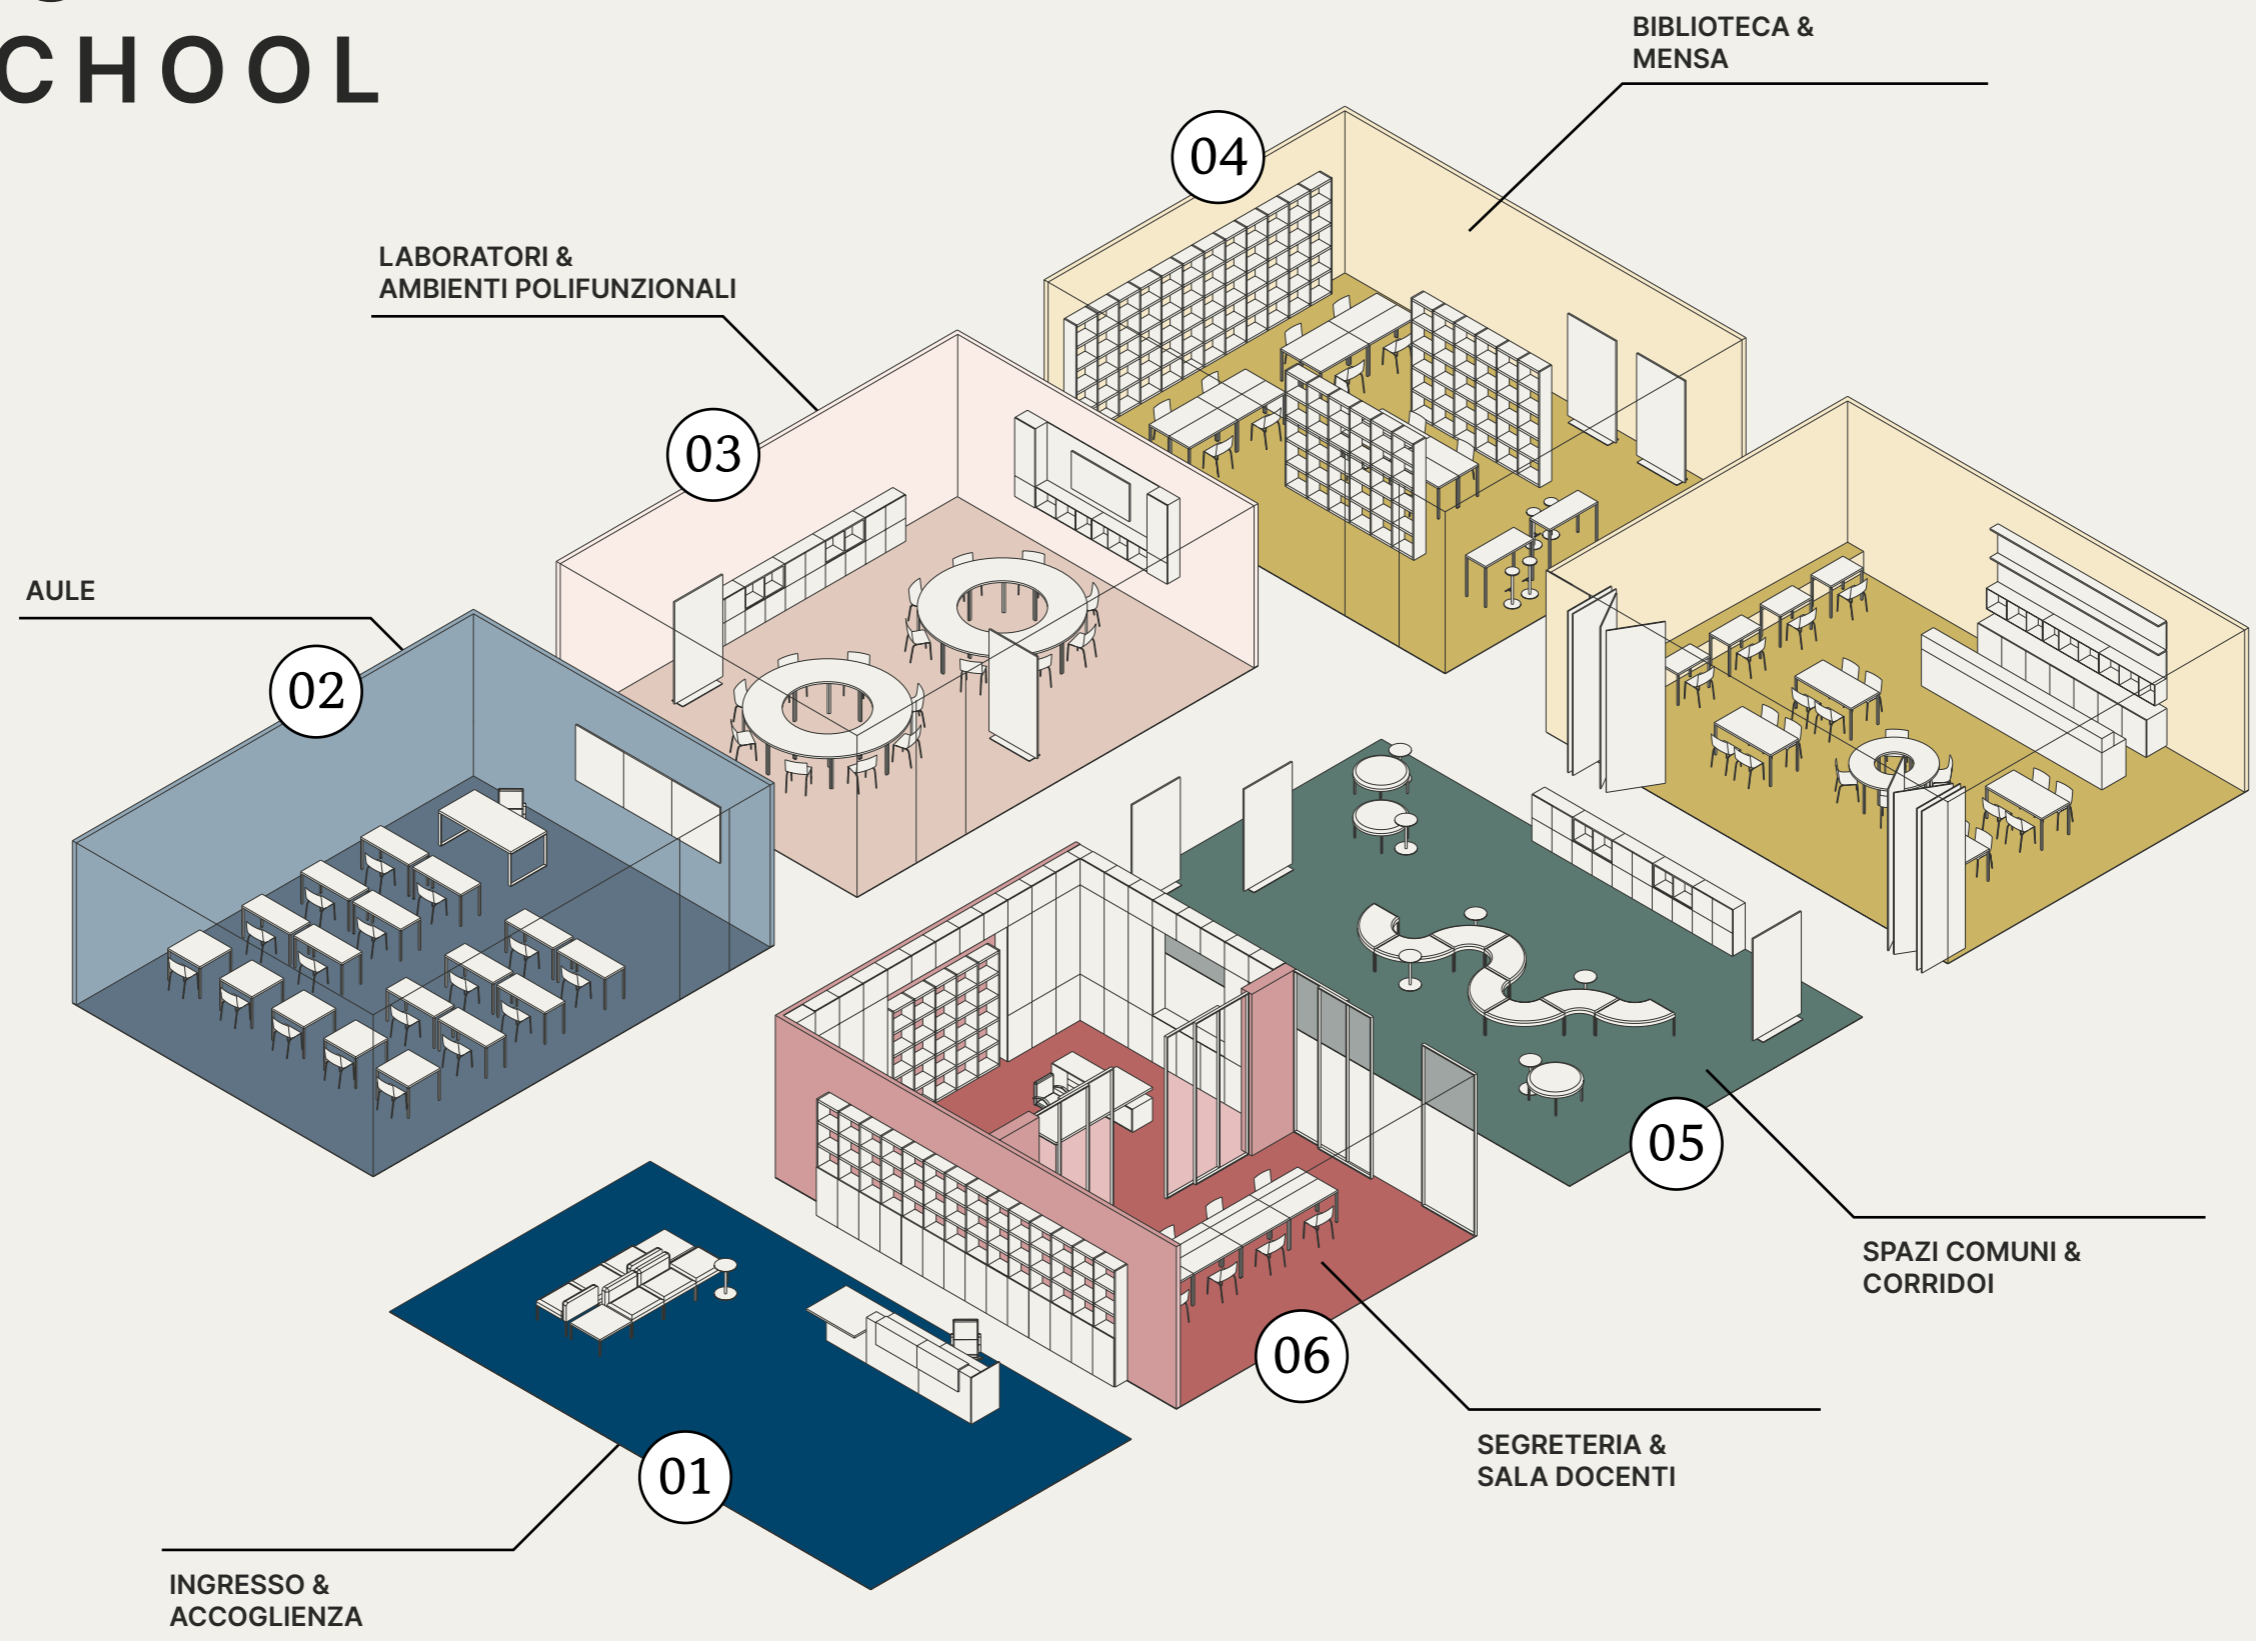 CHOOL
BIBLIOTECA &
MENSA
04
LABORATORI &
AMBIENTI POLIFUNZIONALI
03
AULE
02
05
SPAZI COMUNI &
CORRIDOI
06
SEGRETERIA &
SALA DOCENTI
01
INGRESSO &
ACCOGLIENZA